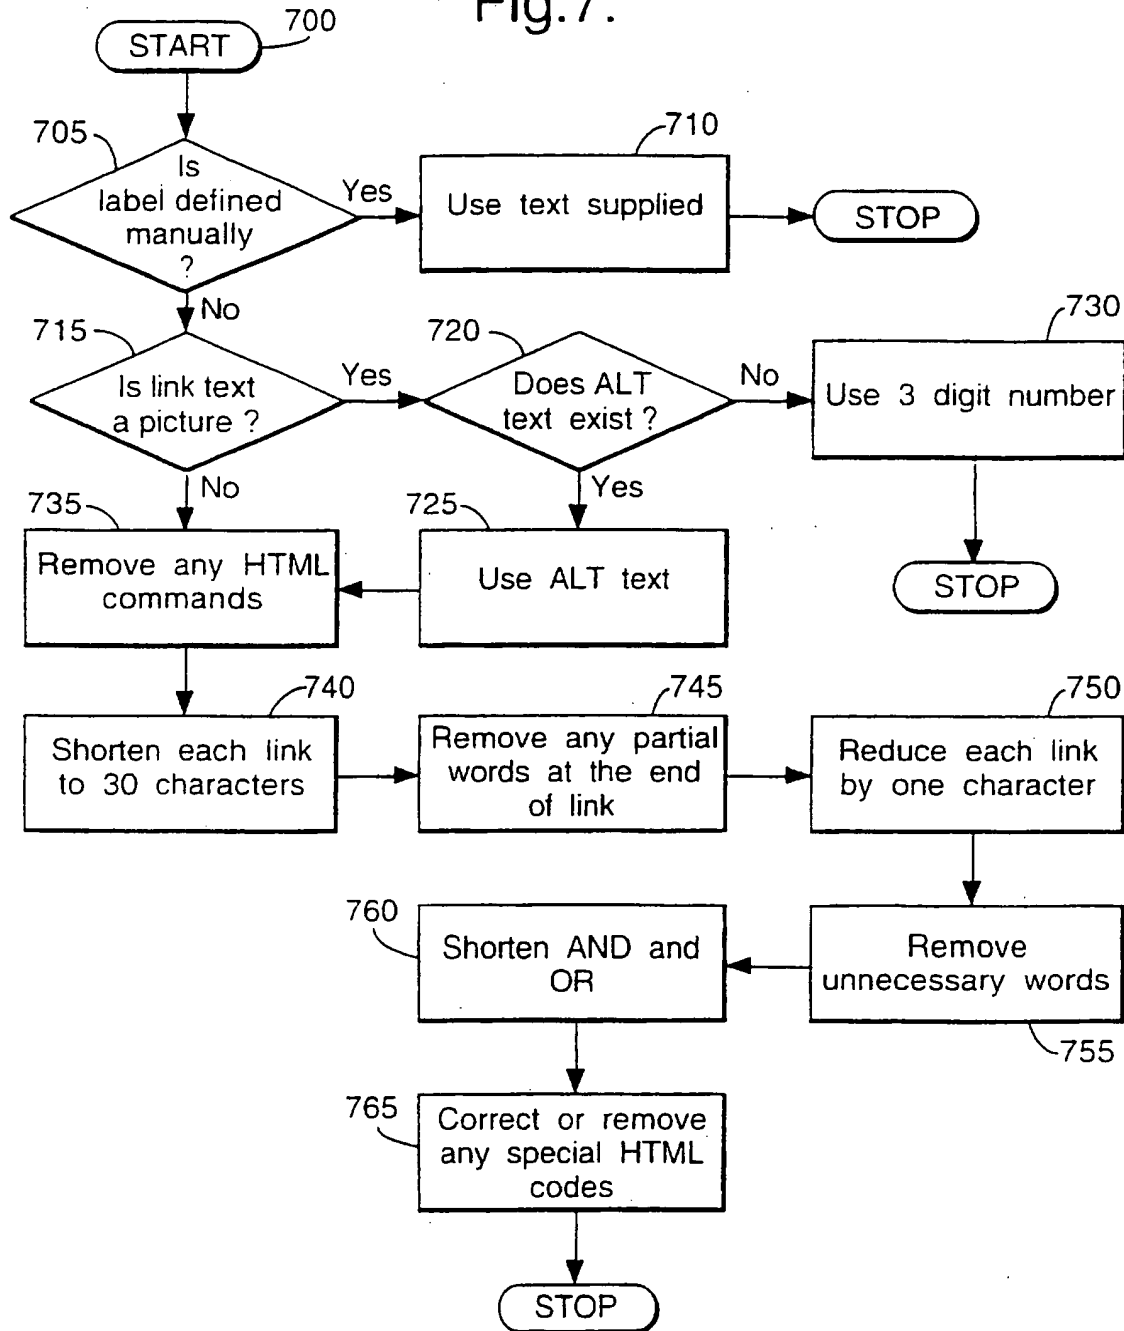 Fig.7.
START
700
705
Is
label defined
manually
?
Yes
710
Use text supplied
STOP
No
715
Is link text
a picture ?
Yes
720
Does ALT
text exist ?
No
730
Use 3 digit number
STOP
No
Yes
735
Remove any HTML
commands
725
Use ALT text
740
Shorten each link
to 30 characters
745
Remove any partial
words at the end
of link
750
Reduce each link
by one character
760
Shorten AND and
OR
Remove
unnecessary words
755
765
Correct or remove
any special HTML
codes
STOP